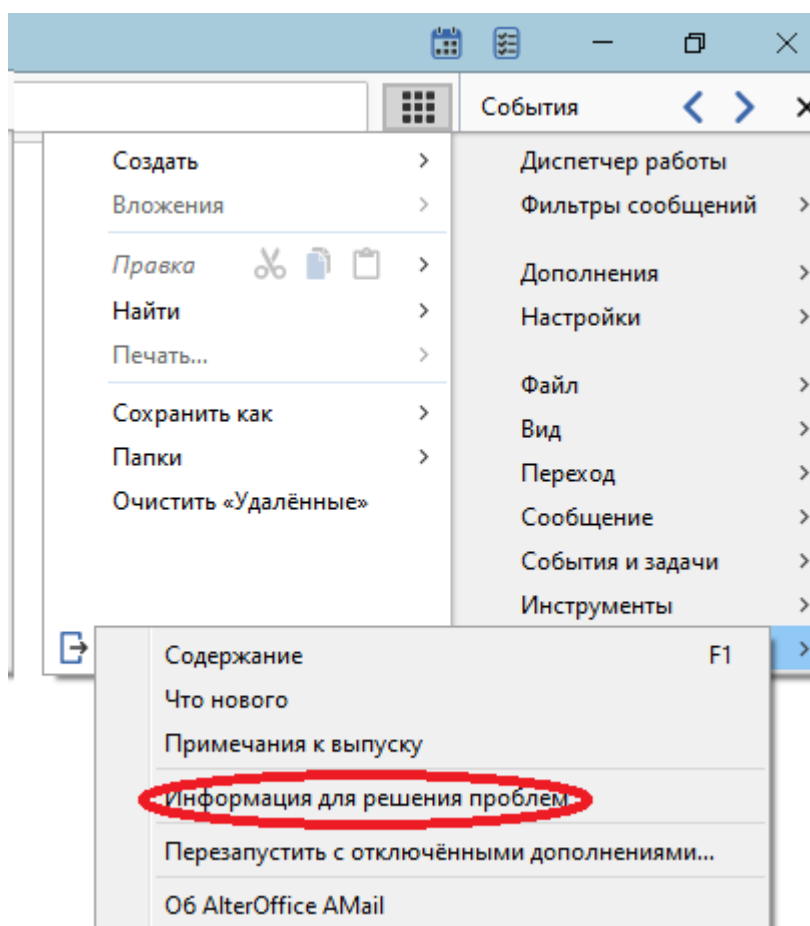 События
Создать
Вложения
Правка
Найти
Печать...
Сохранить как
Папки
Очистить «Удалённые»
Диспетчер работы
Фильтры сообщений
Дополнения
Настройки
Файл
Вид
Переход
Сообщение
События и задачи
Инструменты
Содержание F1
Что нового
Примечания к выпуску
Информация для решения проблем
Перезапустить с отключёнными дополнениями...
Об AlterOffice AMail